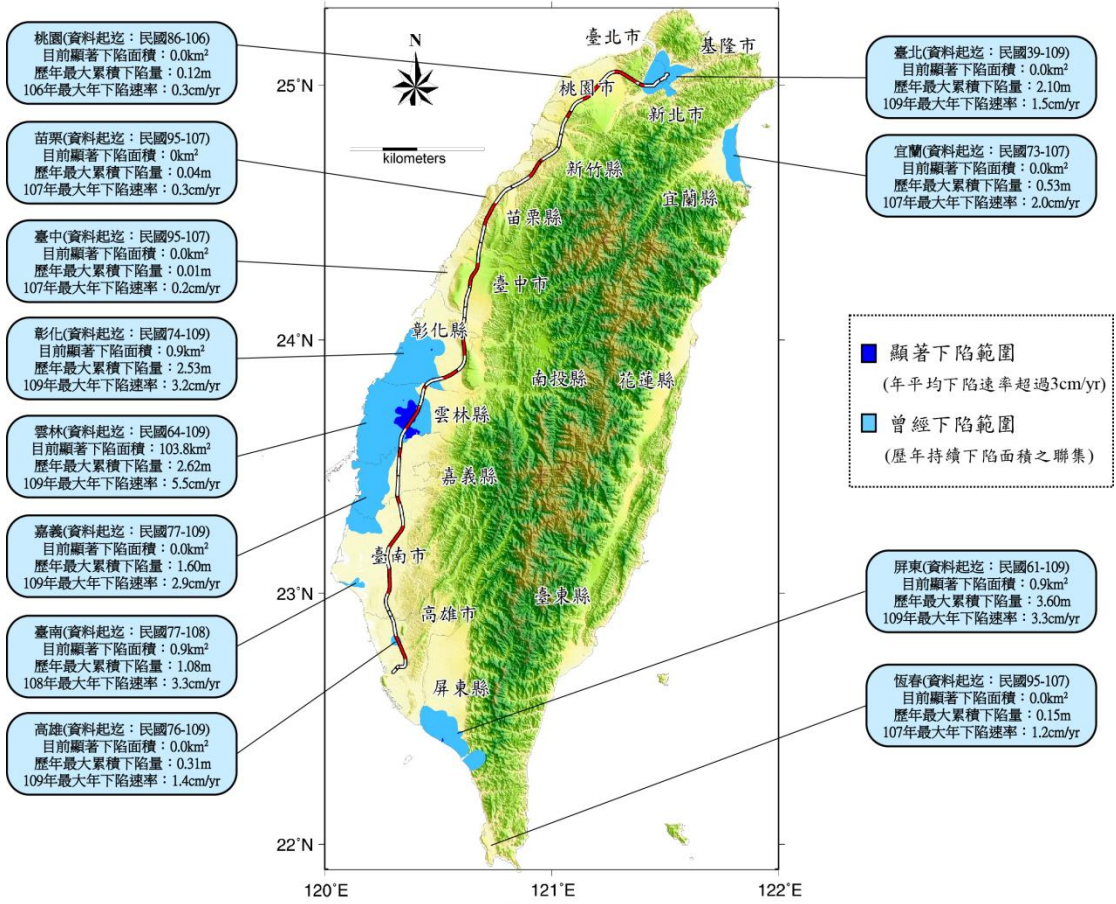 桃園(資料起迄：民國86-106)
目前顯著下陷面積：0.0km²
歷年最大累積下陷量：0.12m
106年最大年下陷速率：0.3cm/yr
苗栗(資料起迄：民國95-107)
目前顯著下陷面積：0km²
歷年最大累積下陷量：0.04m
107年最大年下陷速率：0.3cm/yr
臺中(資料起迄：民國95-107)
目前顯著下陷面積：0.0km²
歷年最大累積下陷量：0.01m
107年最大年下陷速率：0.2cm/yr
彰化(資料起迄：民國74-109)
目前顯著下陷面積：0.9km²
歷年最大累積下陷量：2.53m
109年最大年下陷速率：3.2cm/yr
雲林(資料起迄：民國64-109)
目前顯著下陷面積：103.8km²
歷年最大累積下陷量：2.62m
109年最大年下陷速率：5.5cm/yr
嘉義(資料起迄：民國77-109)
目前顯著下陷面積：0.0km²
歷年最大累積下陷量：1.60m
109年最大年下陷速率：2.9cm/yr
臺南(資料起迄：民國77-108)
目前顯著下陷面積：0.9km²
歷年最大累積下陷量：1.08m
108年最大年下陷速率：3.3cm/yr
高雄(資料起迄：民國76-109)
目前顯著下陷面積：0.0km²
歷年最大累積下陷量：0.31m
109年最大年下陷速率：1.4cm/yr
N
kilometers
25°N
24°N
23°N
22°N
120°E
121°E
122°E
臺北市
基隆市
桃園市
新北市
新竹縣
宜蘭縣
苗栗縣
臺中市
彰化縣
南投縣
花蓮縣
雲林縣
嘉義縣
臺南市
臺東縣
高雄市
屏東縣
臺北(資料起迄：民國39-109)
目前顯著下陷面積：0.0km²
歷年最大累積下陷量：2.10m
109年最大年下陷速率：1.5cm/yr
宜蘭(資料起迄：民國73-107)
目前顯著下陷面積：0.0km²
歷年最大累積下陷量：0.53m
107年最大年下陷速率：2.0cm/yr
顯著下陷範圍
(年平均下陷速率超過3cm/yr)
曾經下陷範圍
(歷年持續下陷面積之聯集)
屏東(資料起迄：民國61-109)
目前顯著下陷面積：0.9km²
歷年最大累積下陷量：3.60m
109年最大年下陷速率：3.3cm/yr
恆春(資料起迄：民國95-107)
目前顯著下陷面積：0.0km²
歷年最大累積下陷量：0.15m
107年最大年下陷速率：1.2cm/yr